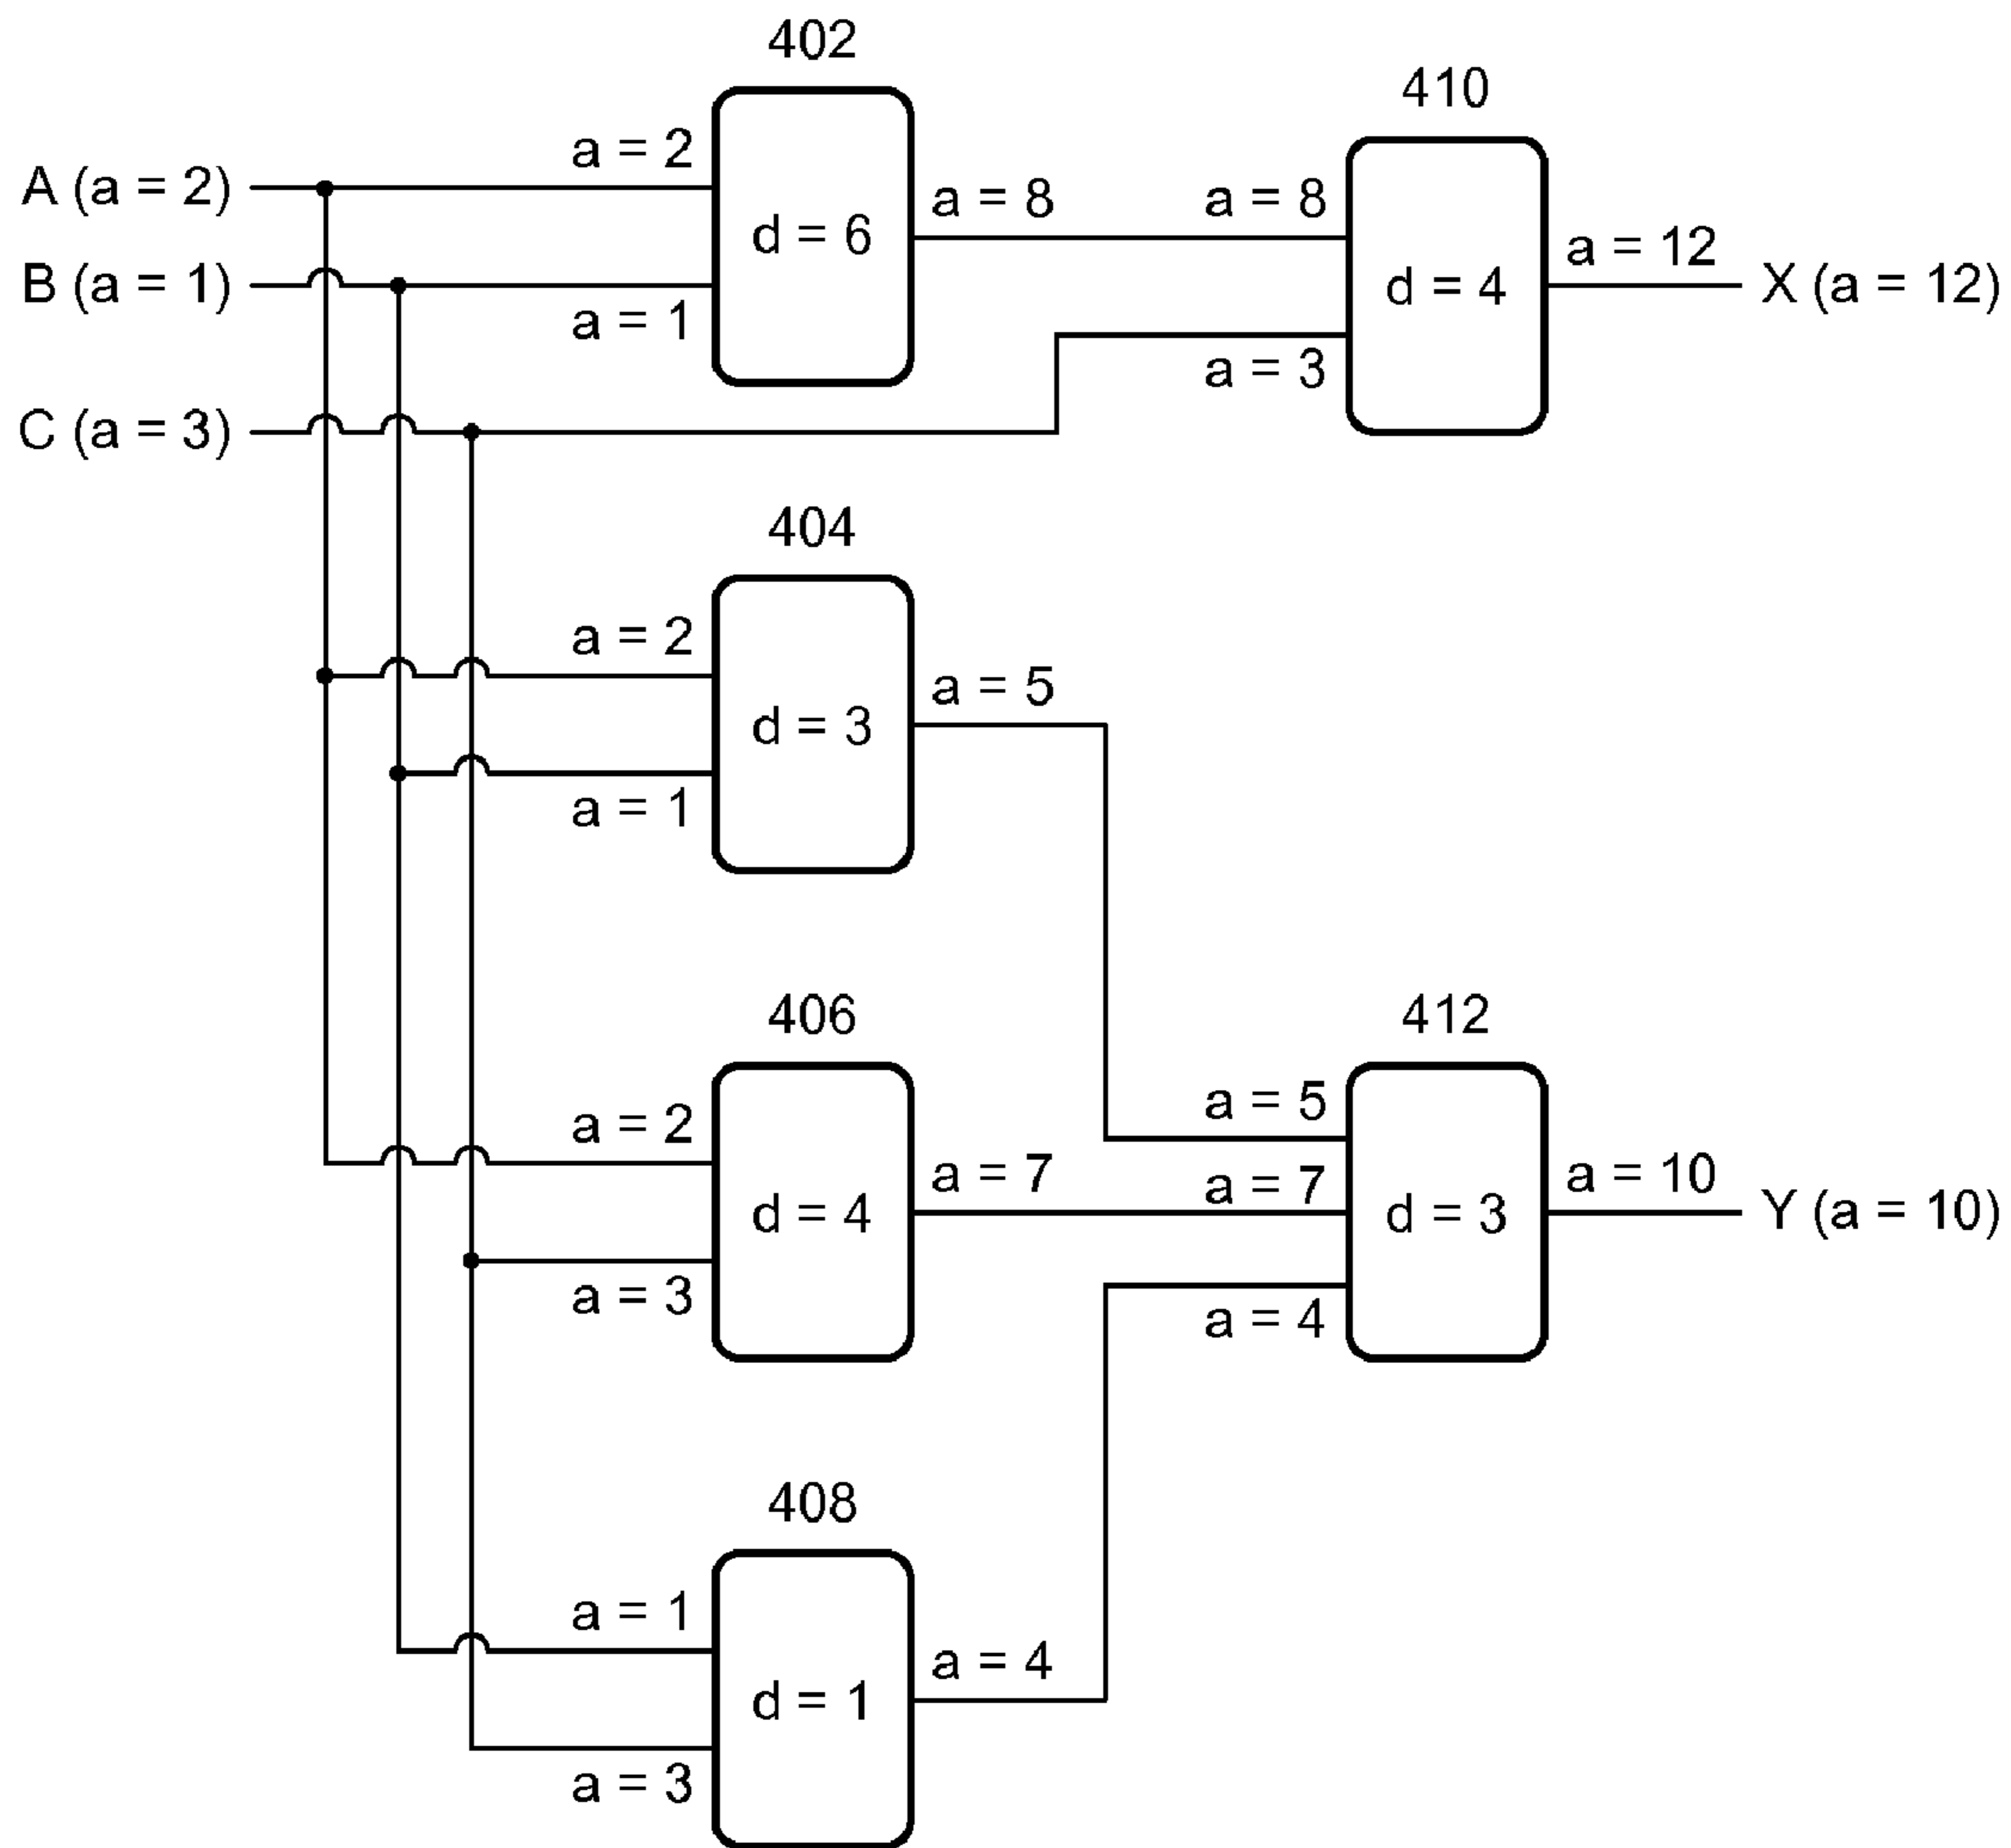 402
410
a = 2
A (a = 2)
a = 8
a = 8
d = 6
a = 12
B (a = 1)
d = 4
X (a = 12)
a = 1
a = 3
C (a = 3)
404
a = 2
a = 5
d = 3
a = 1
406
412
a = 5
a = 2
a = 7
a = 7
a = 10
d = 4
d = 3
Y (a = 10)
a = 3
a = 4
408
a = 1
a = 4
d = 1
a = 3